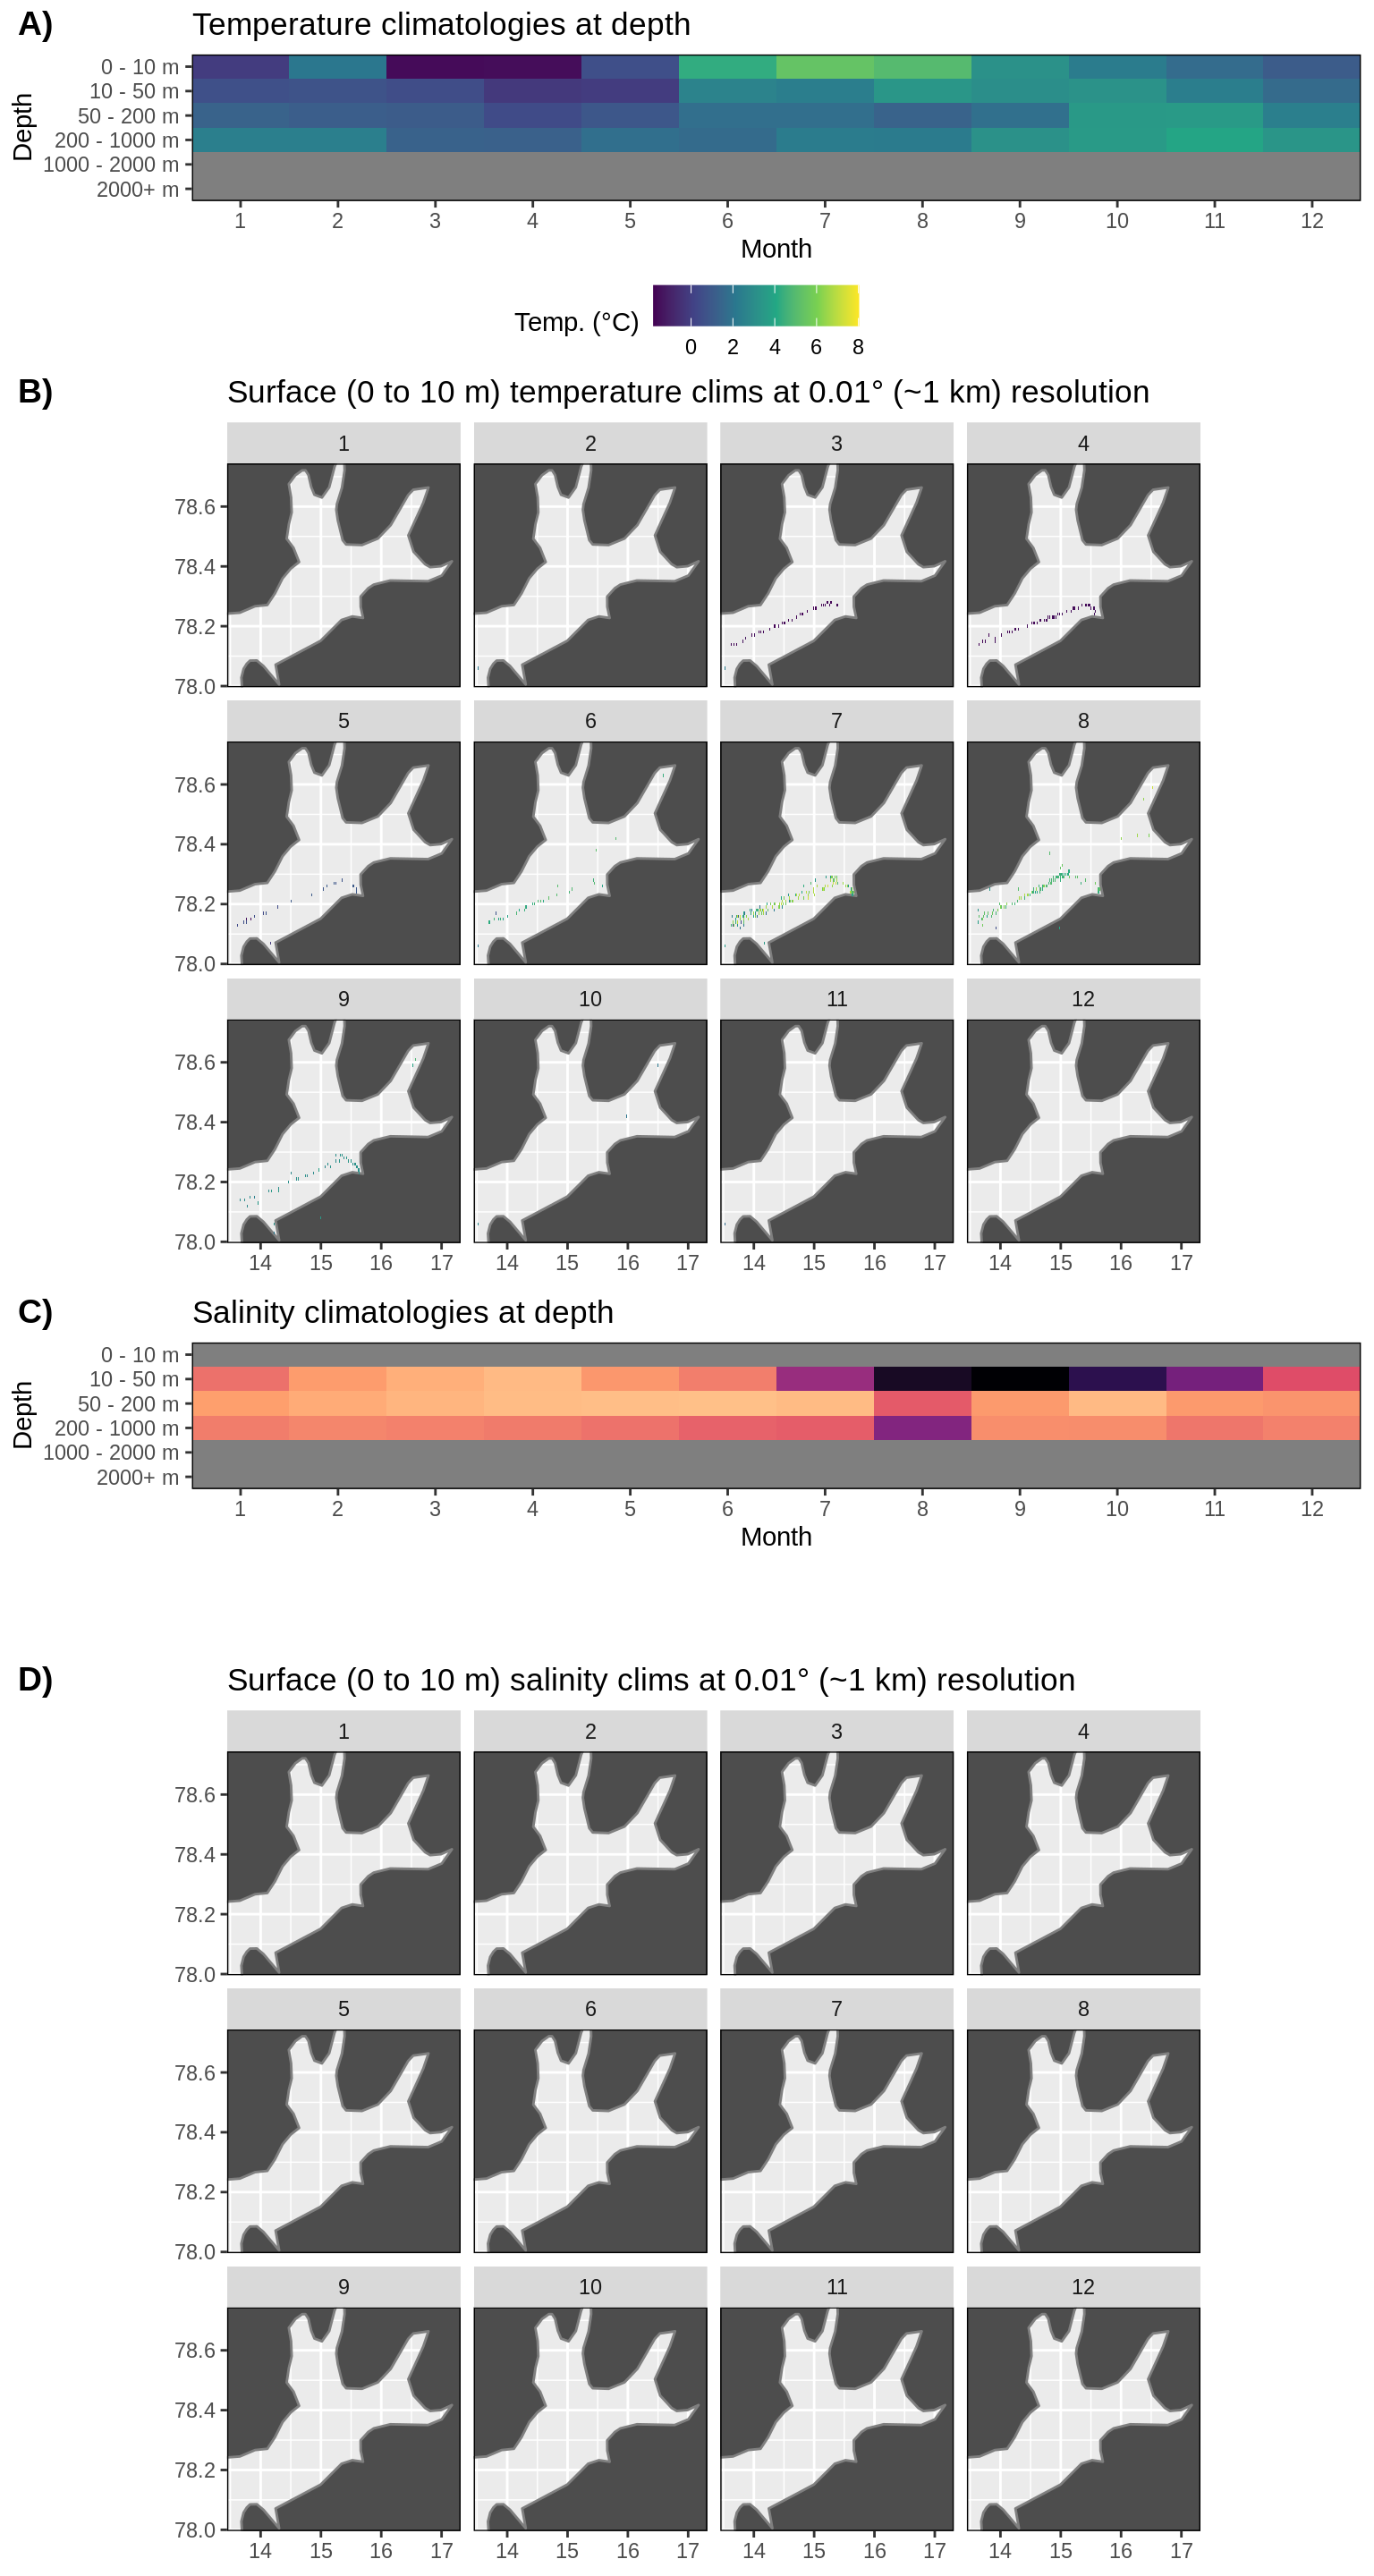 A) Temperature climatologies at depth
Depth
0 - 10 m
10 - 50 m
50 - 200 m
200 - 1000 m
1000 - 2000 m
2000+ m
1 2 3 4 5 6 7 8 9 10 11 12
Month
Temp. (°C)
0 2 4 6 8
B) Surface (0 to 10 m) temperature clims at 0.01° (~1 km) resolution
1 2 3 4
78.6
78.4
78.2
78.0
5 6 7 8
78.6
78.4
78.2
78.0
9 10 11 12
78.6
78.4
78.2
78.0
14 15 16 17 14 15 16 17 14 15 16 17 14 15 16 17
C) Salinity climatologies at depth
Depth
0 - 10 m
10 - 50 m
50 - 200 m
200 - 1000 m
1000 - 2000 m
2000+ m
1 2 3 4 5 6 7 8 9 10 11 12
Month
D) Surface (0 to 10 m) salinity clims at 0.01° (~1 km) resolution
1 2 3 4
78.6
78.4
78.2
78.0
5 6 7 8
78.6
78.4
78.2
78.0
9 10 11 12
78.6
78.4
78.2
78.0
14 15 16 17 14 15 16 17 14 15 16 17 14 15 16 17